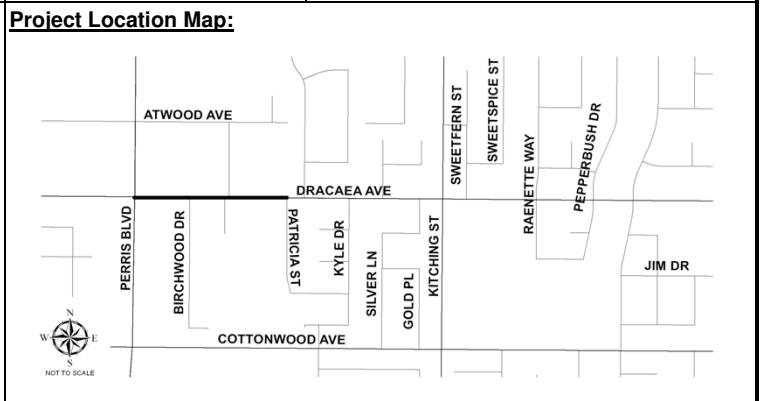 Project Location Map:
ATWOOD AVE
SWEETFERN ST
SWEETSPICE ST
RAENETTE WAY
PEPPERBUSH DR
DRACAEA AVE
PERRIS BLVD
BIRCHWOOD DR
PATRICIA ST
KYLE DR
SILVER LN
GOLD PL
KITCHING ST
JIM DR
COTTONWOOD AVE
N
W
E
S
NOT TO SCALE